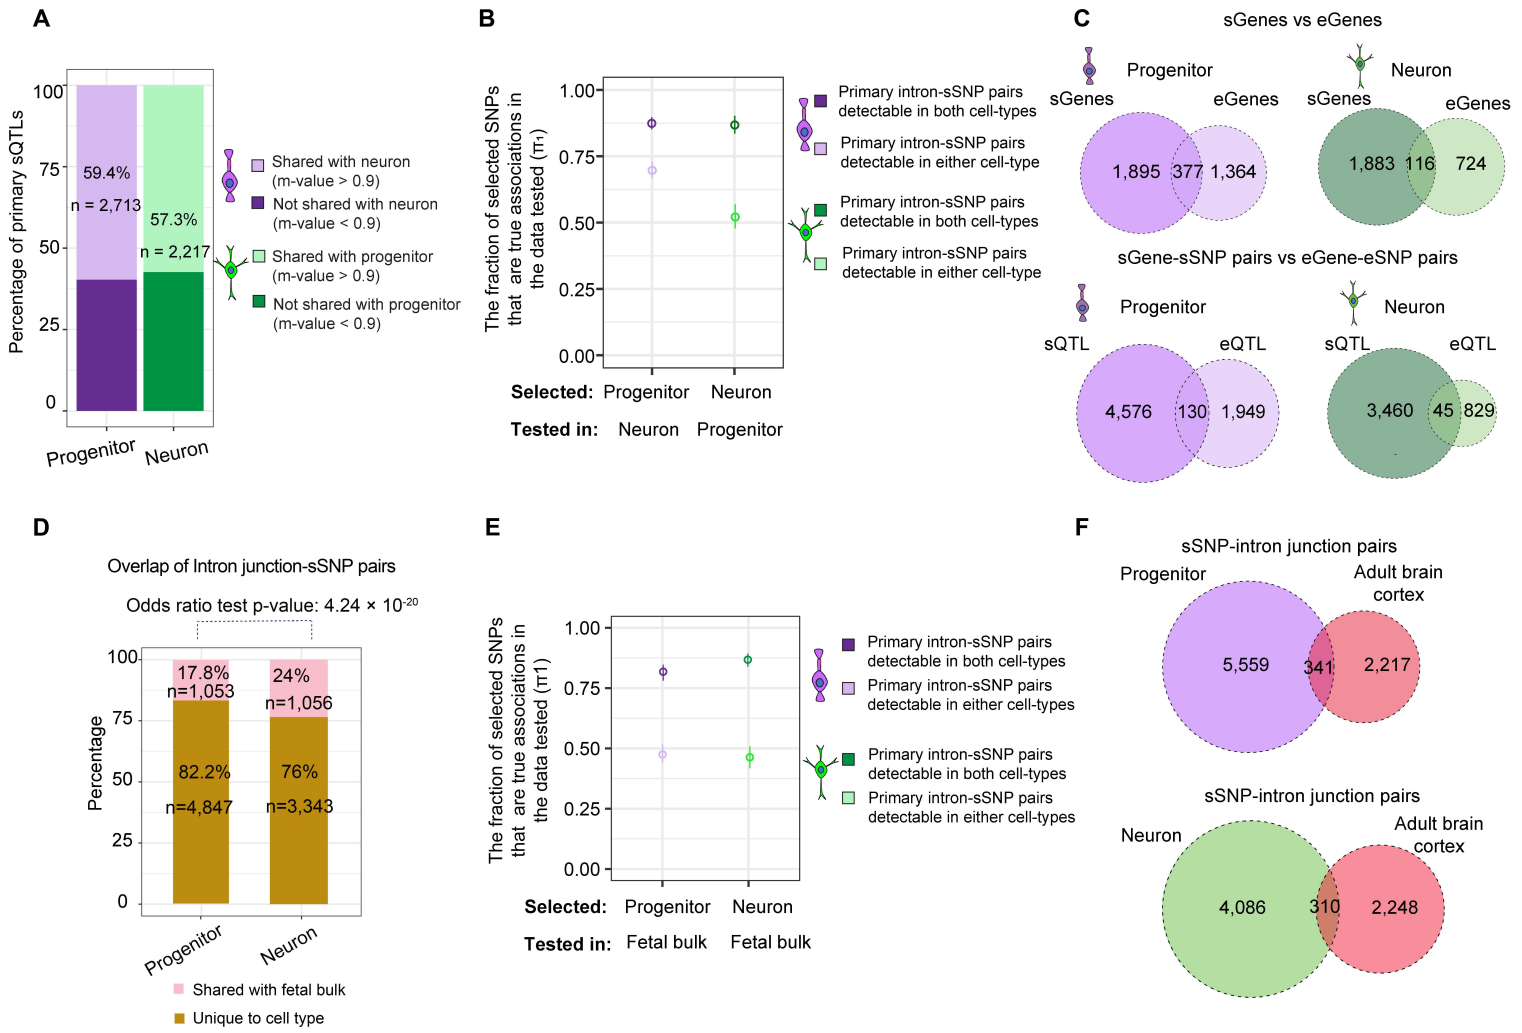 A
Percentage of primary sQTLs
100
75
50
25
0
59.4%
n = 2,713
57.3%
n = 2,217
Progenitor
Neuron
Shared with neuron
(m-value > 0.9)
Not shared with neuron
(m-value < 0.9)
Shared with progenitor
(m-value > 0.9)
Not shared with progenitor
(m-value < 0.9)
B
The fraction of selected SNPs
that are true associations in
the data tested (π₁)
1.00
0.75
0.50
0.25
0.00
Selected: Progenitor Neuron
Tested in: Neuron Progenitor
Primary intron-sSNP pairs
detectable in both cell-types
Primary intron-sSNP pairs
detectable in either cell-type
Primary intron-sSNP pairs
detectable in both cell-types
Primary intron-sSNP pairs
detectable in either cell-type
C
sGenes vs eGenes
Progenitor
sGenes eGenes
1,895 377 1,364
Neuron
sGenes eGenes
1,883 116 724
sGene-sSNP pairs vs eGene-eSNP pairs
Progenitor
sQTL eQTL
4,576 130 1,949
Neuron
sQTL eQTL
3,460 45 829
D
Overlap of Intron junction-sSNP pairs
Odds ratio test p-value: 4.24 × 10⁻²⁰
Percentage
100
75
50
25
0
17.8%
n=1,053
82.2%
n=4,847
24%
n=1,056
76%
n=3,343
Progenitor
Neuron
Shared with fetal bulk
Unique to cell type
E
The fraction of selected SNPs
that are true associations in
the data tested (π1)
1.00
0.75
0.50
0.25
0.00
Selected: Progenitor Neuron
Tested in: Fetal bulk Fetal bulk
Primary intron-sSNP pairs
detectable in both cell-types
Primary intron-sSNP pairs
detectable in either cell-types
Primary intron-sSNP pairs
detectable in both cell-types
Primary intron-sSNP pairs
detectable in either cell-types
F
sSNP-intron junction pairs
Progenitor
Adult brain
cortex
5,559 341 2,217
sSNP-intron junction pairs
Neuron
Adult brain
cortex
4,086 310 2,248